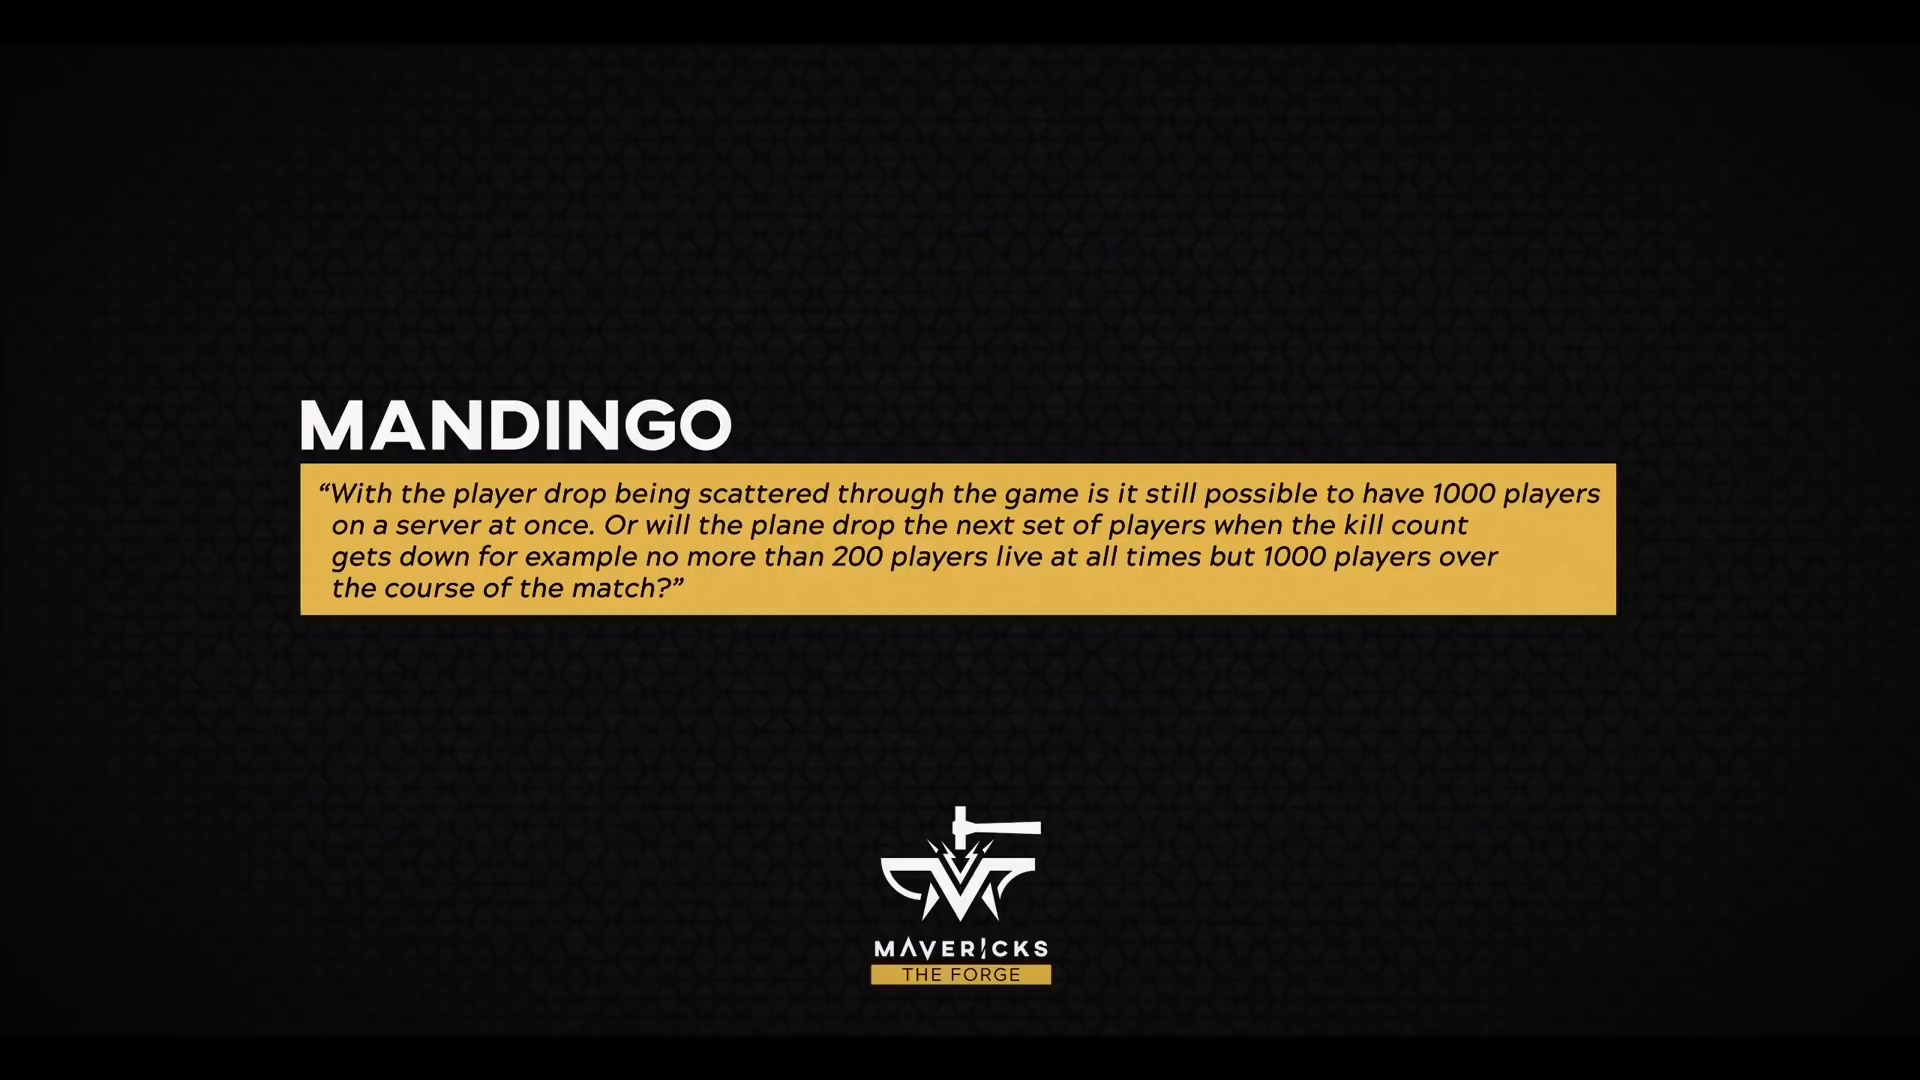 MANDINGO
“With the player drop being scattered through the game is it still possible to have 1000 players
on a server at once. Or will the plane drop the next set of players when the kill count
gets down for example no more than 200 players live at all times but 1000 players over
the course of the match?”
MAVERICKS
THE FORGE